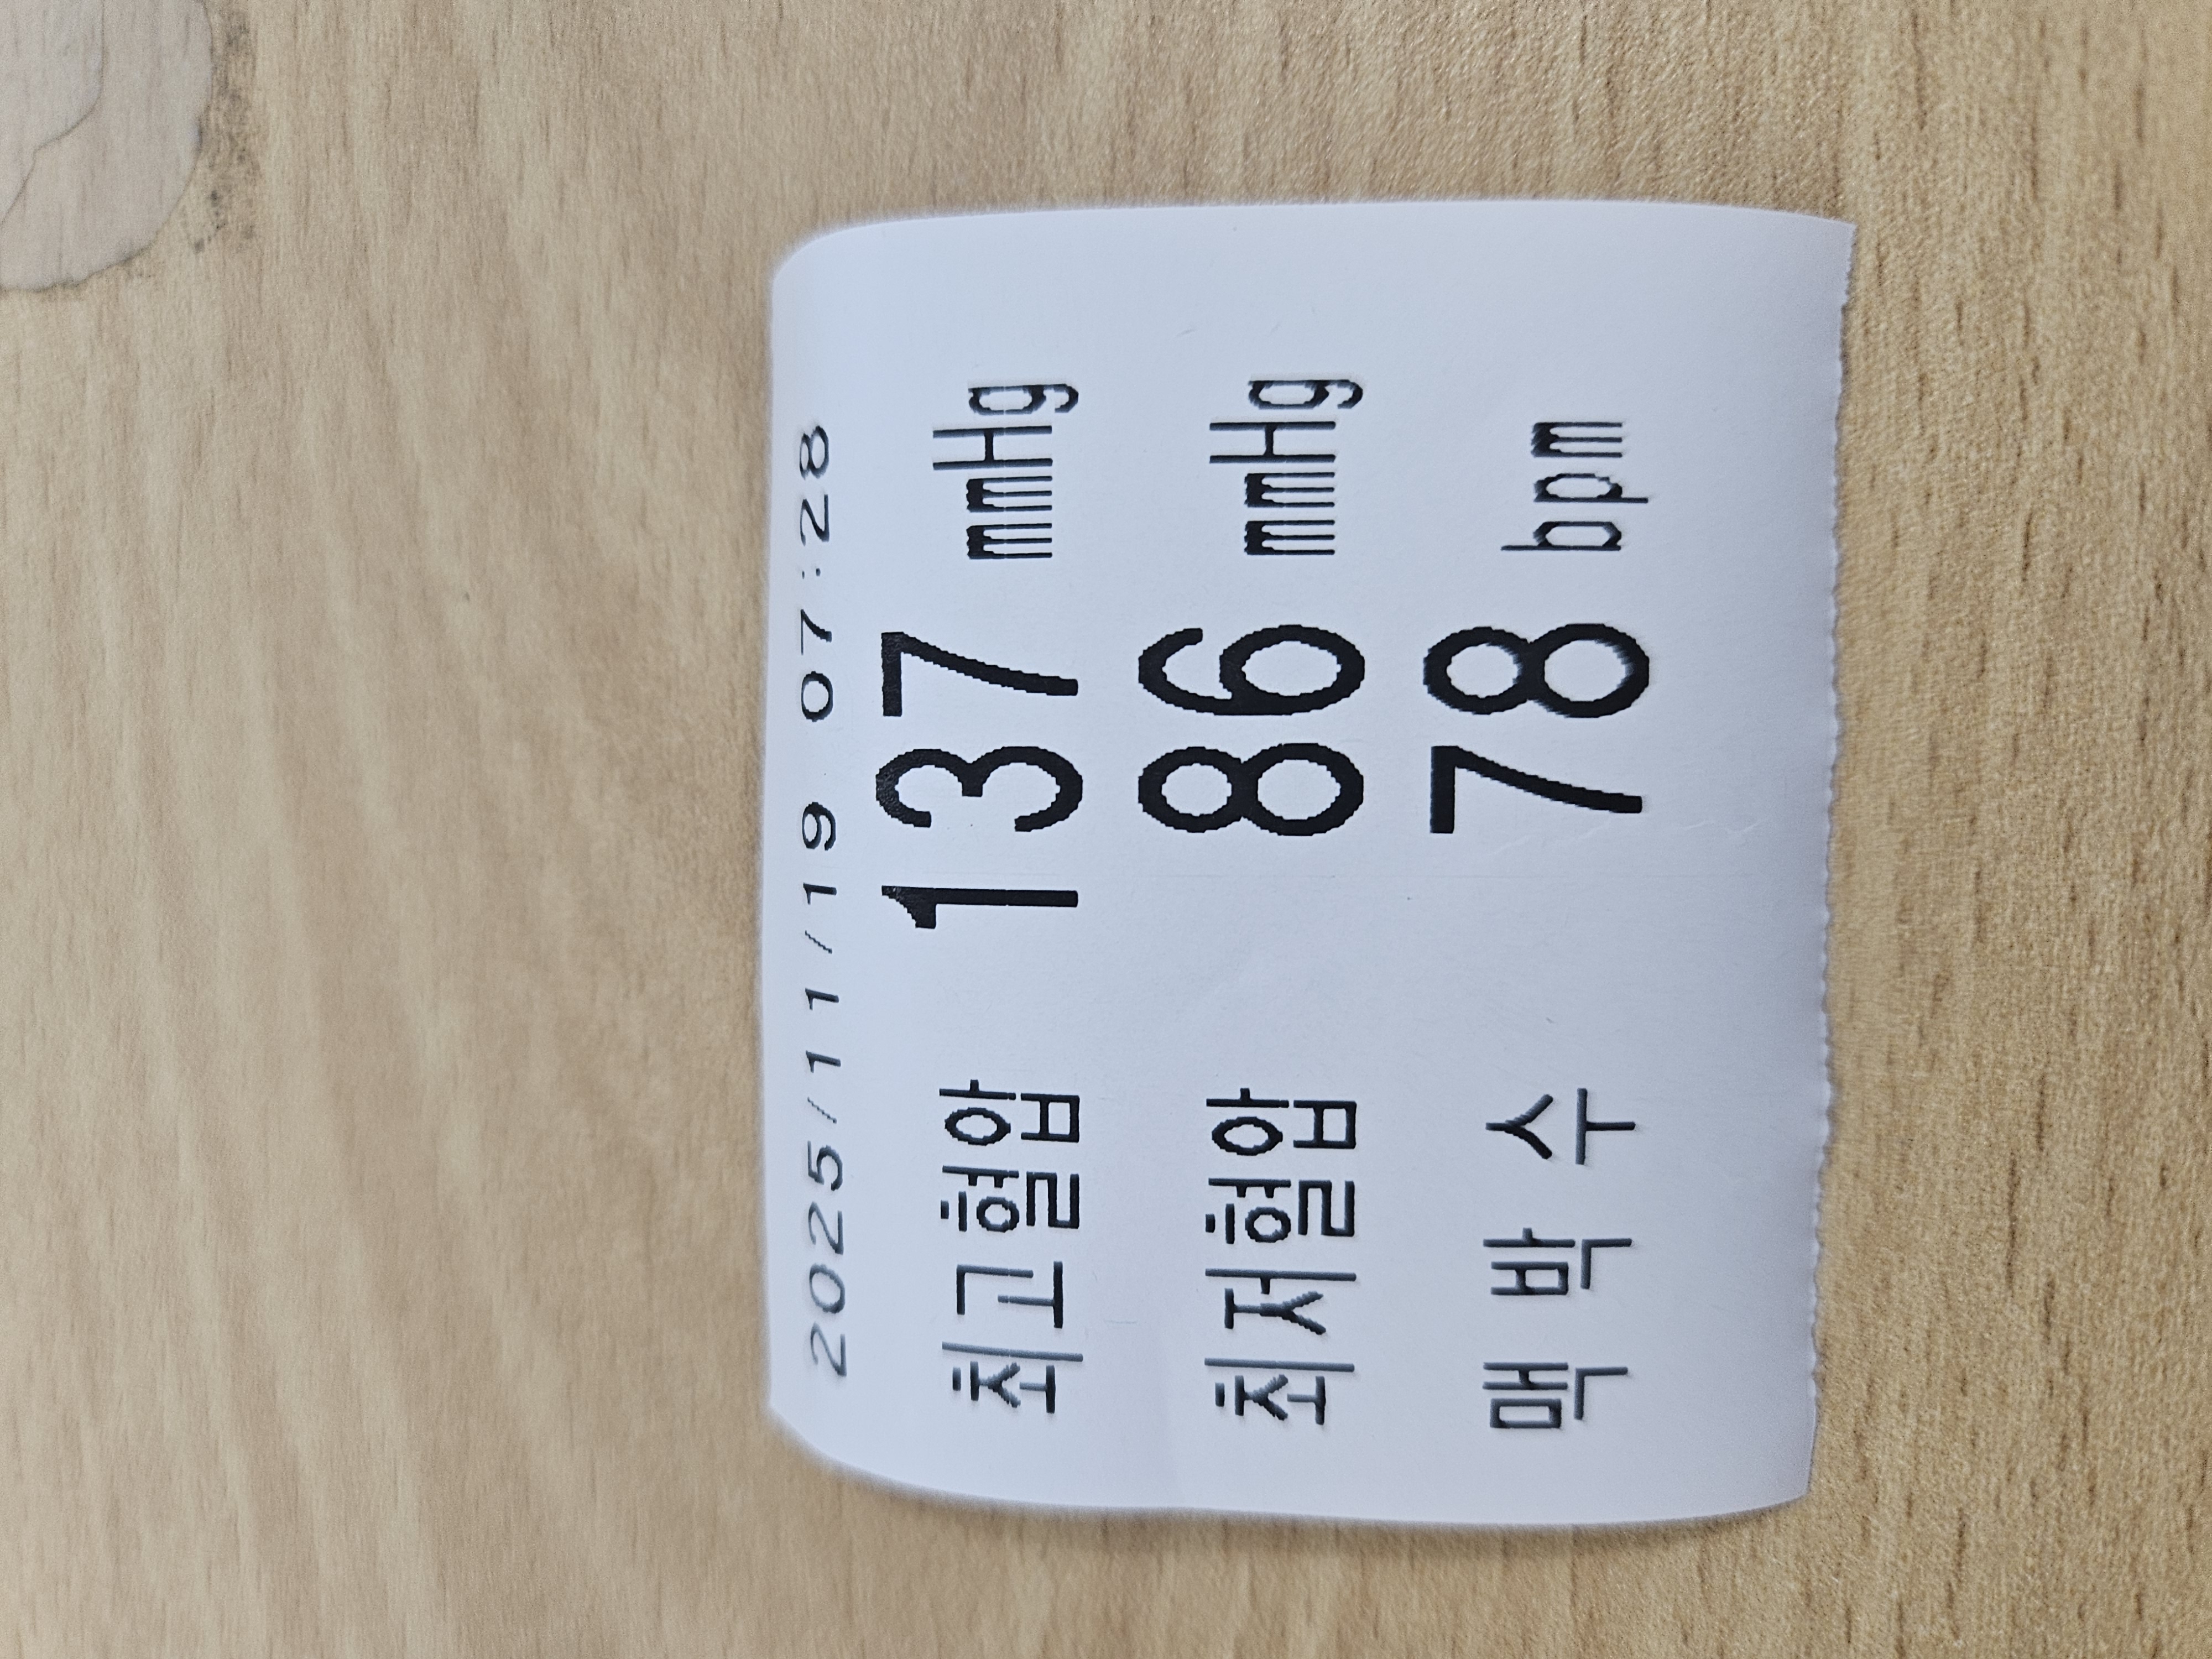 2025/11/19 07:28
최고혈압 137 mmHg
최저혈압 86 mmHg
맥 박 수 78 bpm